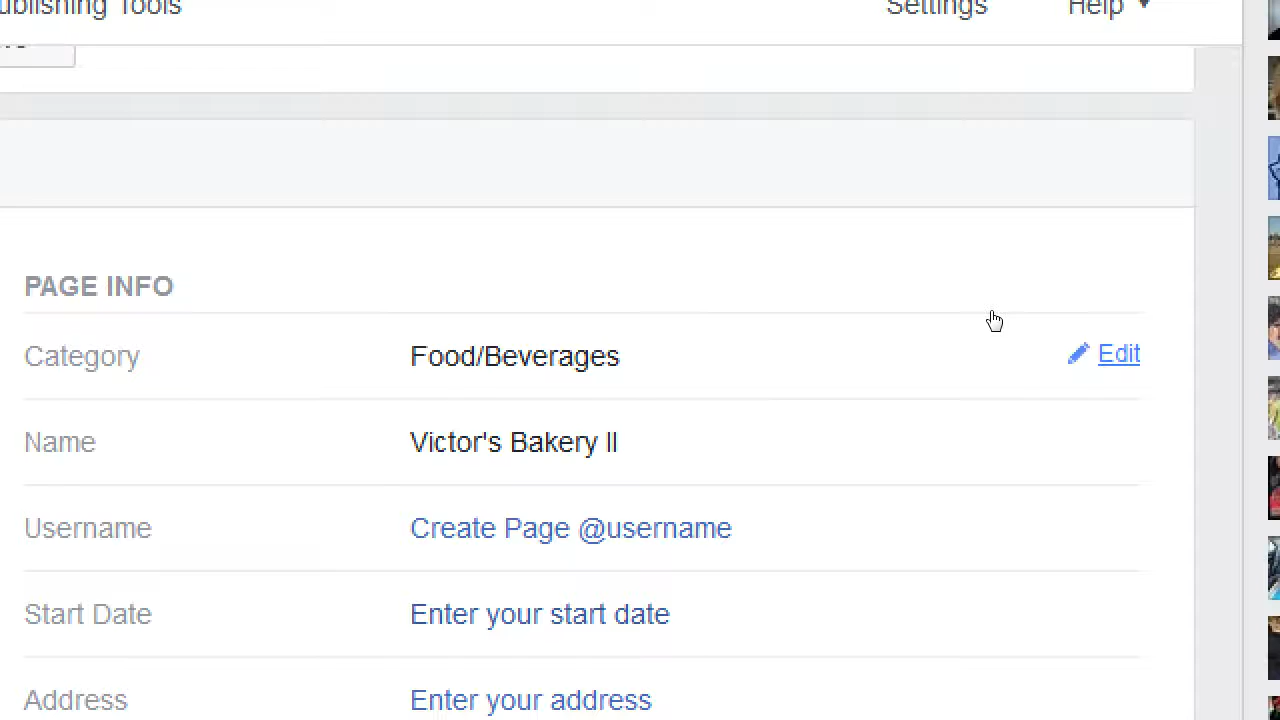 Tools
Settings Help
PAGE INFO
Category Food/Beverages Edit
Name Victor's Bakery II
Username Create Page @username
Start Date Enter your start date
Address Enter your address